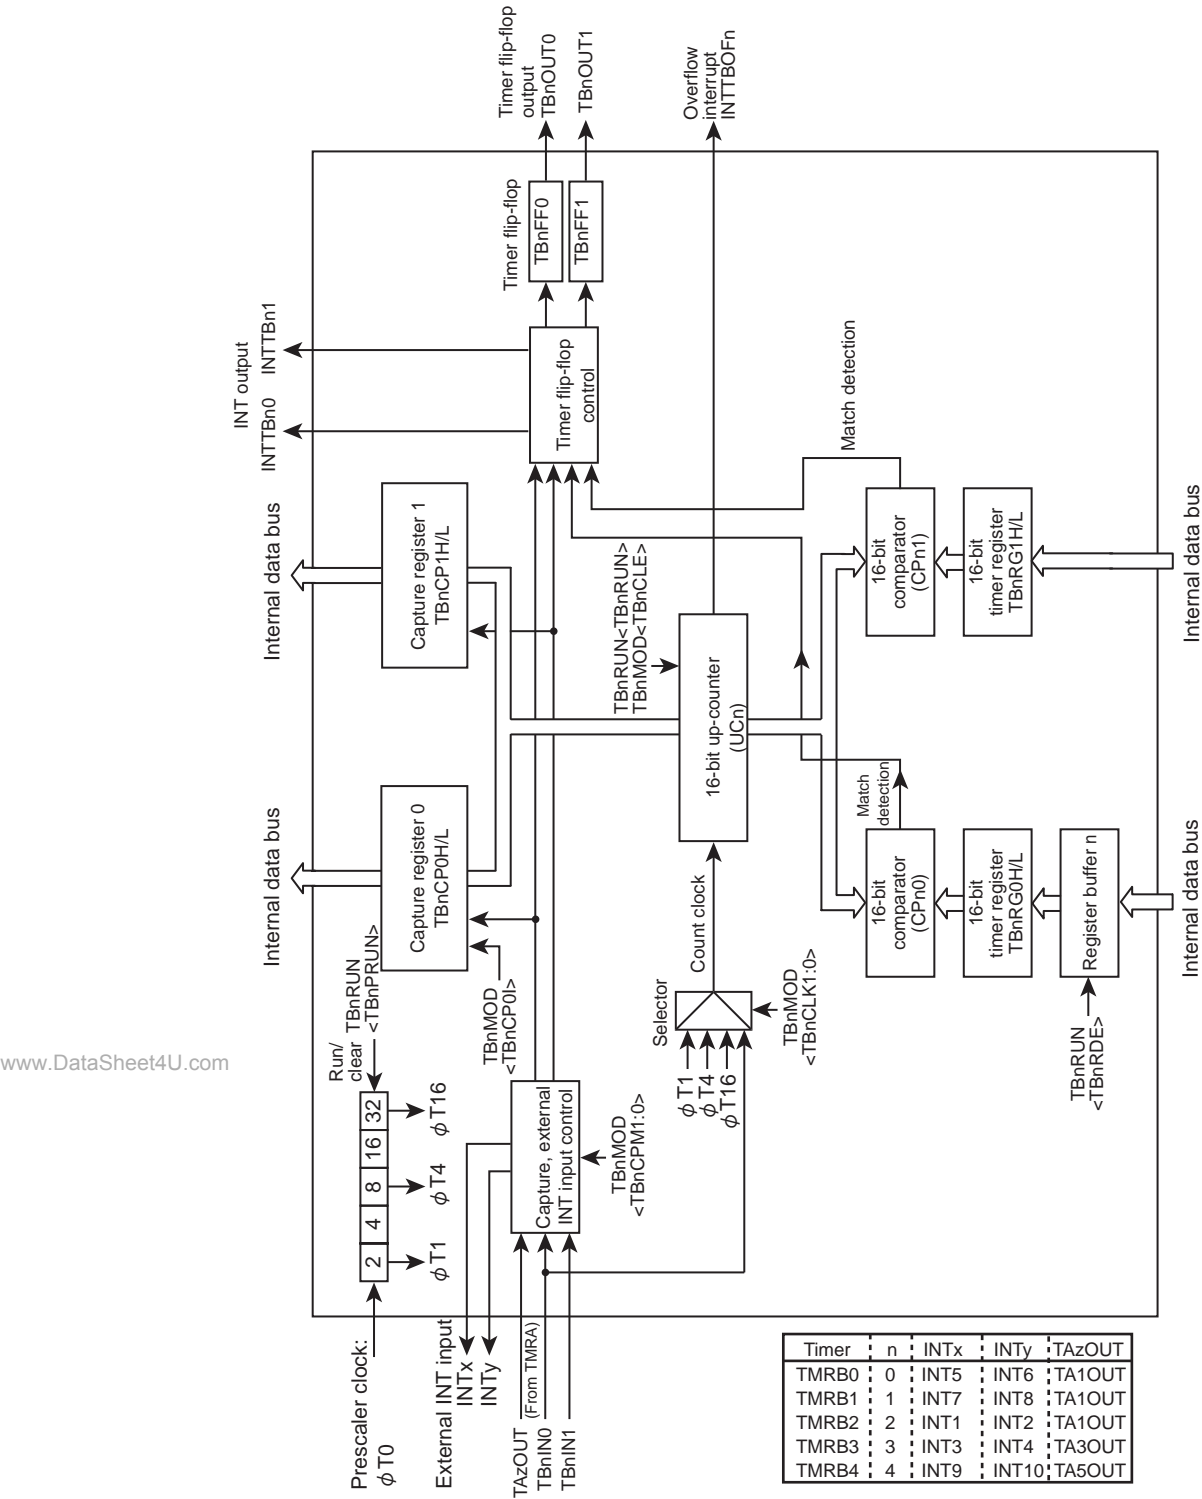 Timer flip-flop
output
TBnOUT0
TBnOUT1
Overflow
interrupt
INTTBOFn
Timer flip-flop
TBnFF0
TBnFF1
INT output
INTTBn0
INTTBn1
Timer flip-flop
control
Match detection
Internal data bus
Capture register 1
TBnCP1H/L
TBnRUN<TBnRUN>
TBnMOD<TBnCLE>
16-bit up-counter
(UCn)
16-bit
comparator
(CPn1)
16-bit
timer register
TBnRG1H/L
Internal data bus
Internal data bus
Capture register 0
TBnCP0H/L
Match
detection
16-bit
comparator
(CPn0)
16-bit
timer register
TBnRG0H/L
Register buffer n
Internal data bus
TBnRUN
<TBnRDE>
Count clock
Selector
TBnMOD
<TBnCLK1:0>
ϕT1
ϕT4
ϕT16
TBnMOD
<TBnCP0I>
Run/
clear
TBnRUN
<TBnPRUN>
www.DataSheet4U.com
2 4 8 16 32
ϕT1
ϕT4
ϕT16
Capture, external
INT input control
TBnMOD
<TBnCPM1:0>
Prescaler clock:
ϕT0
External INT input
INTx
INTy
TAzOUT
(From TMRA)
TBnIN0
TBnIN1
Timer n INTx INTy TAzOUT
TMRB0 0 INT5 INT6 TA1OUT
TMRB1 1 INT7 INT8 TA1OUT
TMRB2 2 INT1 INT2 TA1OUT
TMRB3 3 INT3 INT4 TA3OUT
TMRB4 4 INT9 INT10 TA5OUT